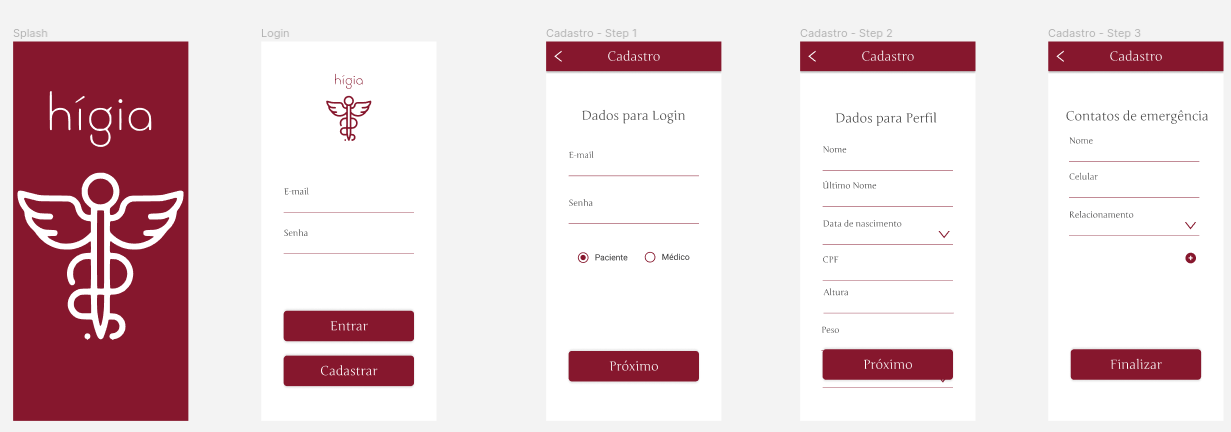 Splash
hígia
Login
hígia
E-mail
Senha
Entrar
Cadastrar
Cadastro - Step 1
Cadastro
Dados para Login
E-mail
Senha
Paciente
Médico
Próximo
Cadastro - Step 2
Cadastro
Dados para Perfil
Nome
Último Nome
Data de nascimento
CPF
Altura
Peso
Próximo
Cadastro - Step 3
Cadastro
Contatos de emergência
Nome
Celular
Relacionamento
Finalizar